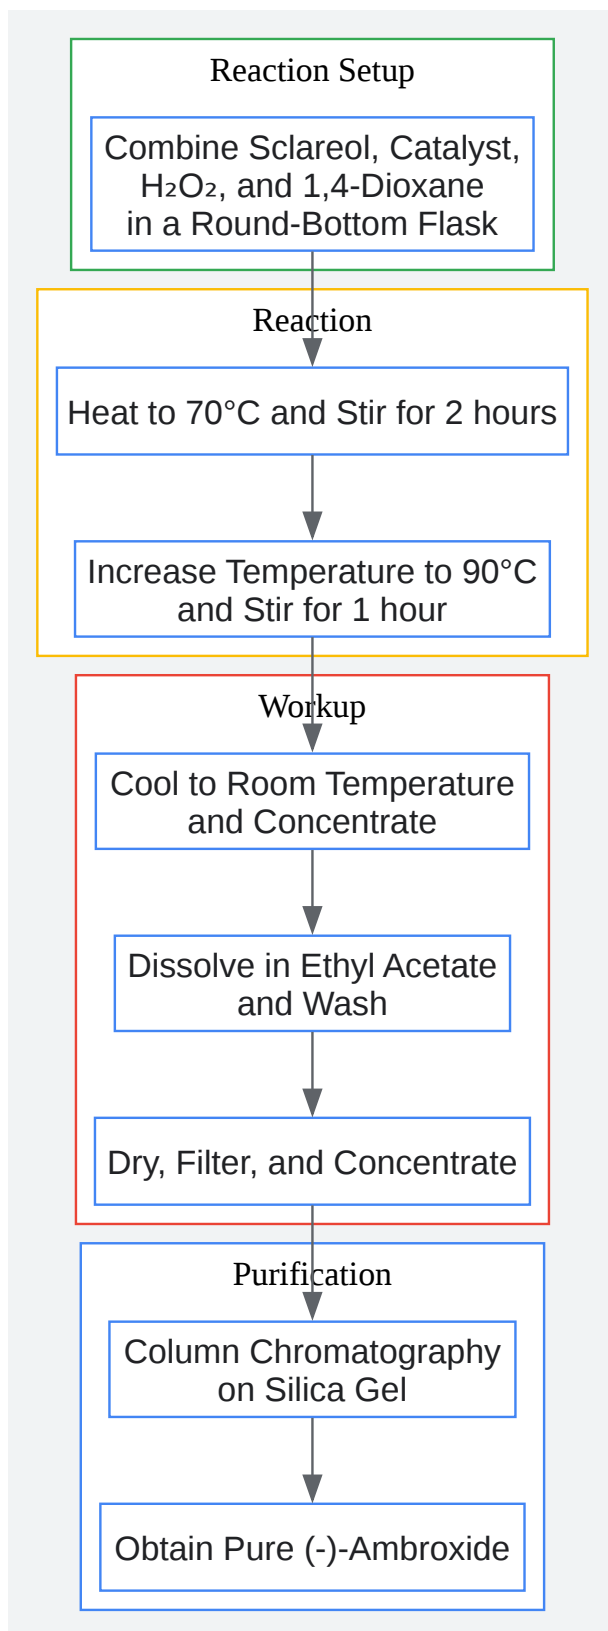 Reaction Setup
Combine Sclareol, Catalyst,
H₂O₂, and 1,4-Dioxane
in a Round-Bottom Flask
Reaction
Heat to 70°C and Stir for 2 hours
Increase Temperature to 90°C
and Stir for 1 hour
Workup
Cool to Room Temperature
and Concentrate
Dissolve in Ethyl Acetate
and Wash
Dry, Filter, and Concentrate
Purification
Column Chromatography
on Silica Gel
Obtain Pure (-)-Ambroxide